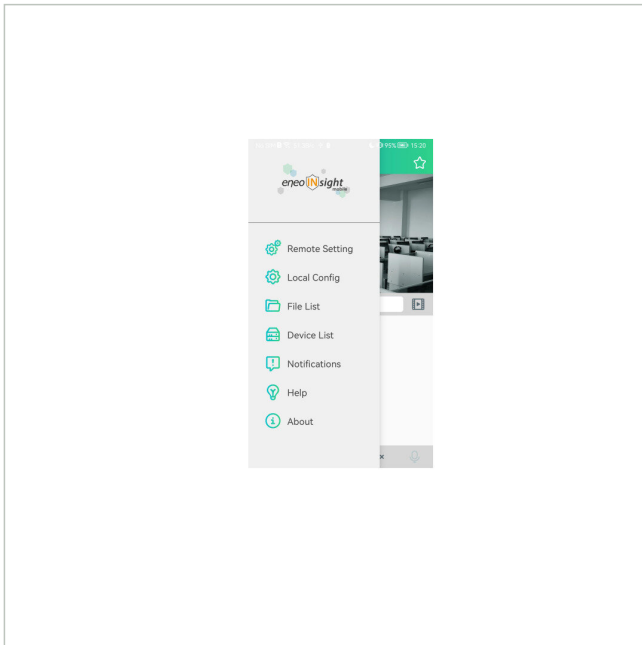 95% 15:20
eneo INsight
mobile
Remote Setting
Local Config
File List
Device List
Notifications
Help
About